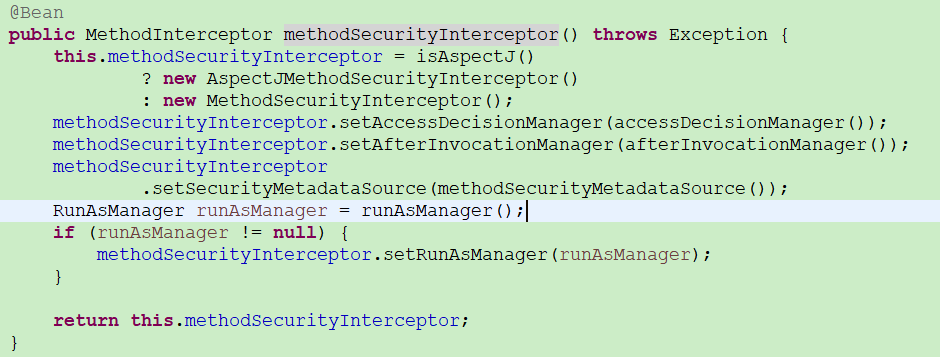 @Bean
public MethodInterceptor methodSecurityInterceptor() throws Exception {
    this.methodSecurityInterceptor = isAspectJ()
            ? new AspectJMethodSecurityInterceptor()
            : new MethodSecurityInterceptor();
    methodSecurityInterceptor.setAccessDecisionManager(accessDecisionManager());
    methodSecurityInterceptor.setAfterInvocationManager(afterInvocationManager());
    methodSecurityInterceptor
            .setSecurityMetadataSource(methodSecurityMetadataSource());
    RunAsManager runAsManager = runAsManager();
    if (runAsManager != null) {
        methodSecurityInterceptor.setRunAsManager(runAsManager);
    }

    return this.methodSecurityInterceptor;
}